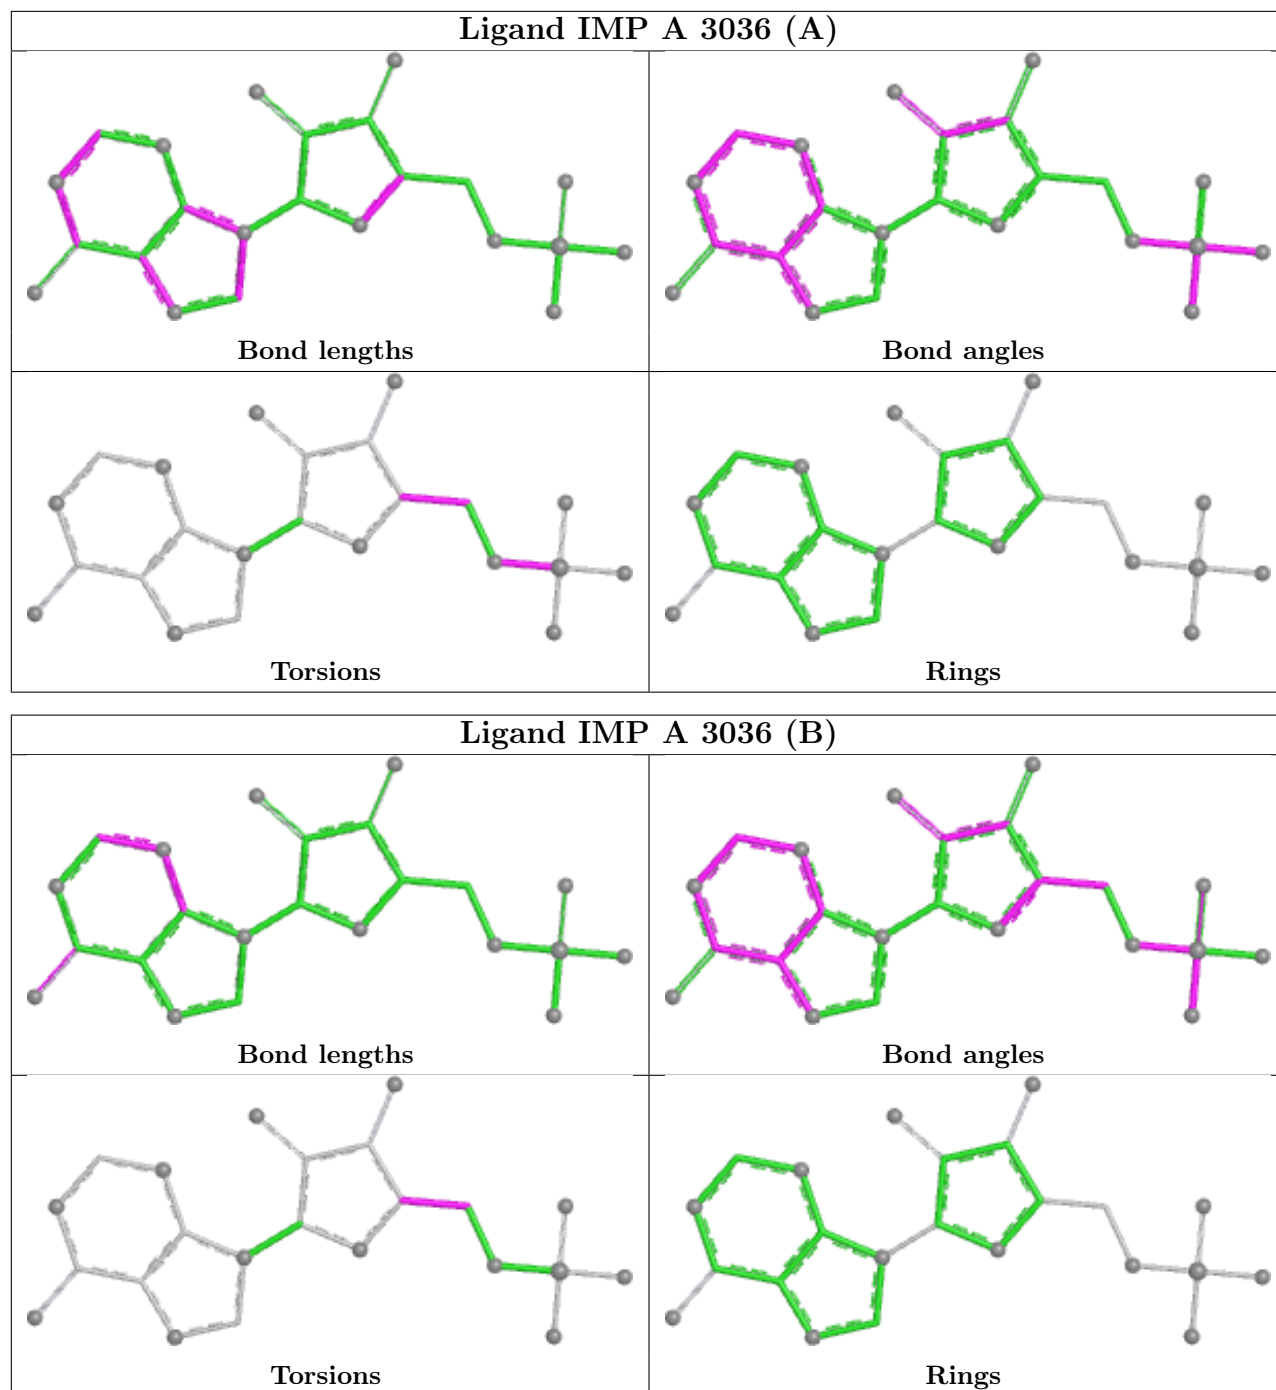 Ligand IMP A 3036 (A)
Bond lengths
Bond angles
Torsions
Rings
Ligand IMP A 3036 (B)
Bond lengths
Bond angles
Torsions
Rings